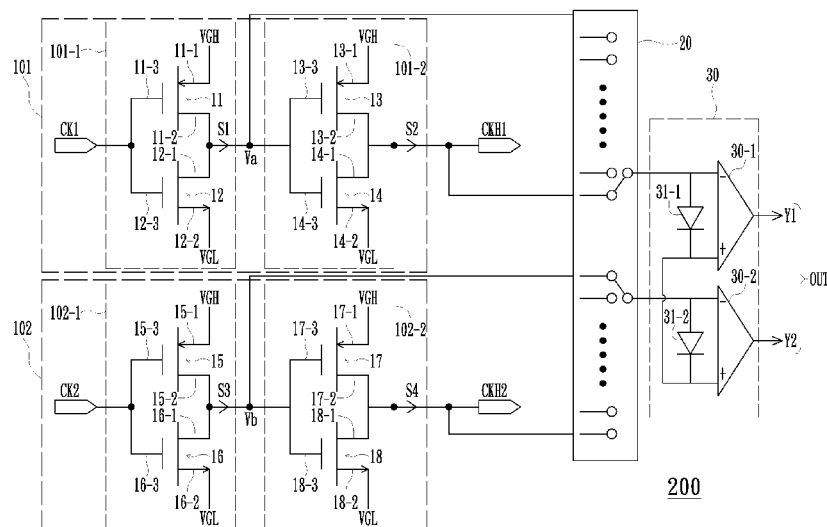 VGH VGH 20
101-1 11-1 13-1 101-2
101 11-3 13-3 30
11 13
CK1 11-2 S1 13-2 S2 CKH1 30-1
12-1 Va 14-1
12 14 31-1 Y1
12-3 12-2 14-3 14-2
VGL VGL OUT
VGH VGH 30-2
102-1 15-1 17-1 102-2
102 15-3 17-3 31-2 Y2
15 17
CK2 15-2 S3 17-2 S4 CKH2
16-1 Vb 18-1
16 18
16-3 16-2 18-3 18-2 200
VGL VGL